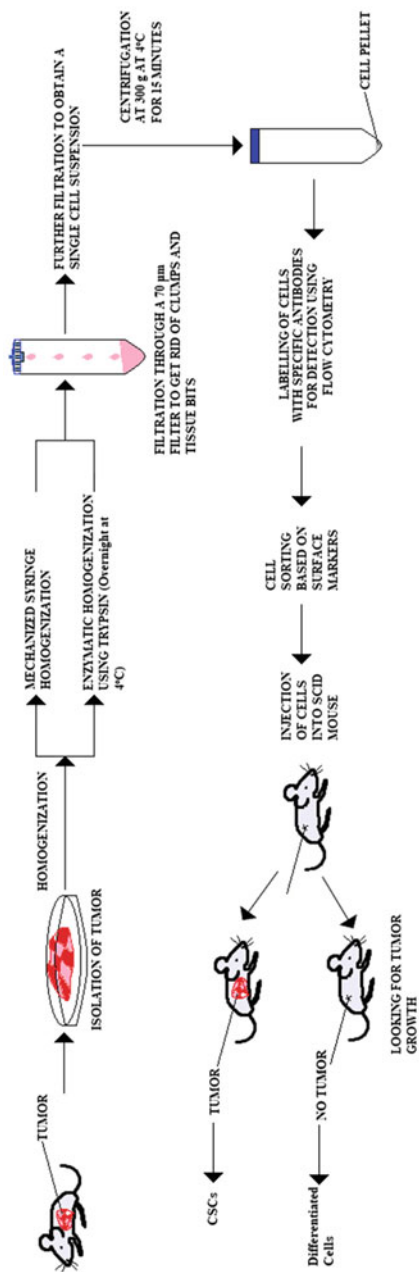 TUMOR
ISOLATION OF TUMOR
HOMOGENIZATION
MECHANIZED SYRINGE
HOMOGENIZATION
ENZYMATIC HOMOGENIZATION
USING TRYPSIN (Overnight at
4°C)
FILTRATION THROUGH A 70 µm
FILTER TO GET RID OF CLUMPS AND
TISSUE BITS
FURTHER FILTRATION TO OBTAIN A
SINGLE CELL SUSPENSION
CENTRIFUGATION
AT 300 g AT 4°C
FOR 15 MINUTES
CELL PELLET
LABELLING OF CELLS
WITH SPECIFIC ANTIBODIES
FOR DETECTION USING
FLOW CYTOMETRY
CELL
SORTING
BASED ON
SURFACE
MARKERS
INJECTION
OF CELLS
INTO SCID
MOUSE
TUMOR
CSCs
NO TUMOR
LOOKING FOR TUMOR
GROWTH
Differentiated
Cells